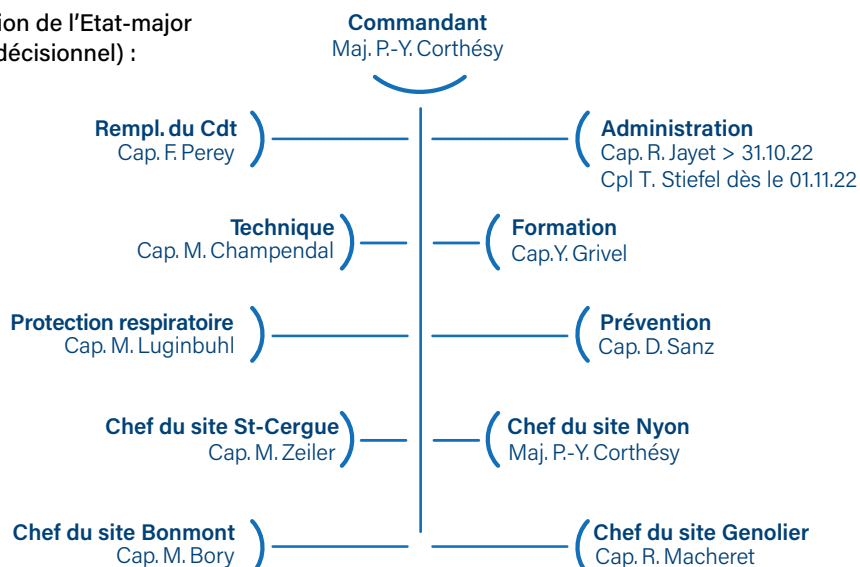 ion de l'Etat-major
décisionnel) :
Commandant
Maj. P.-Y. Corthésy
Rempl. du Cdt
Cap. F. Perey
Administration
Cap. R. Jayet > 31.10.22
Cpl T. Stiefel dès le 01.11.22
Technique
Cap. M. Champendal
Formation
Cap. Y. Grivel
Protection respiratoire
Cap. M. Luginbuhl
Prévention
Cap. D. Sanz
Chef du site St-Cergue
Cap. M. Zeiler
Chef du site Nyon
Maj. P.-Y. Corthésy
Chef du site Bonmont
Cap. M. Bory
Chef du site Genolier
Cap. R. Macheret